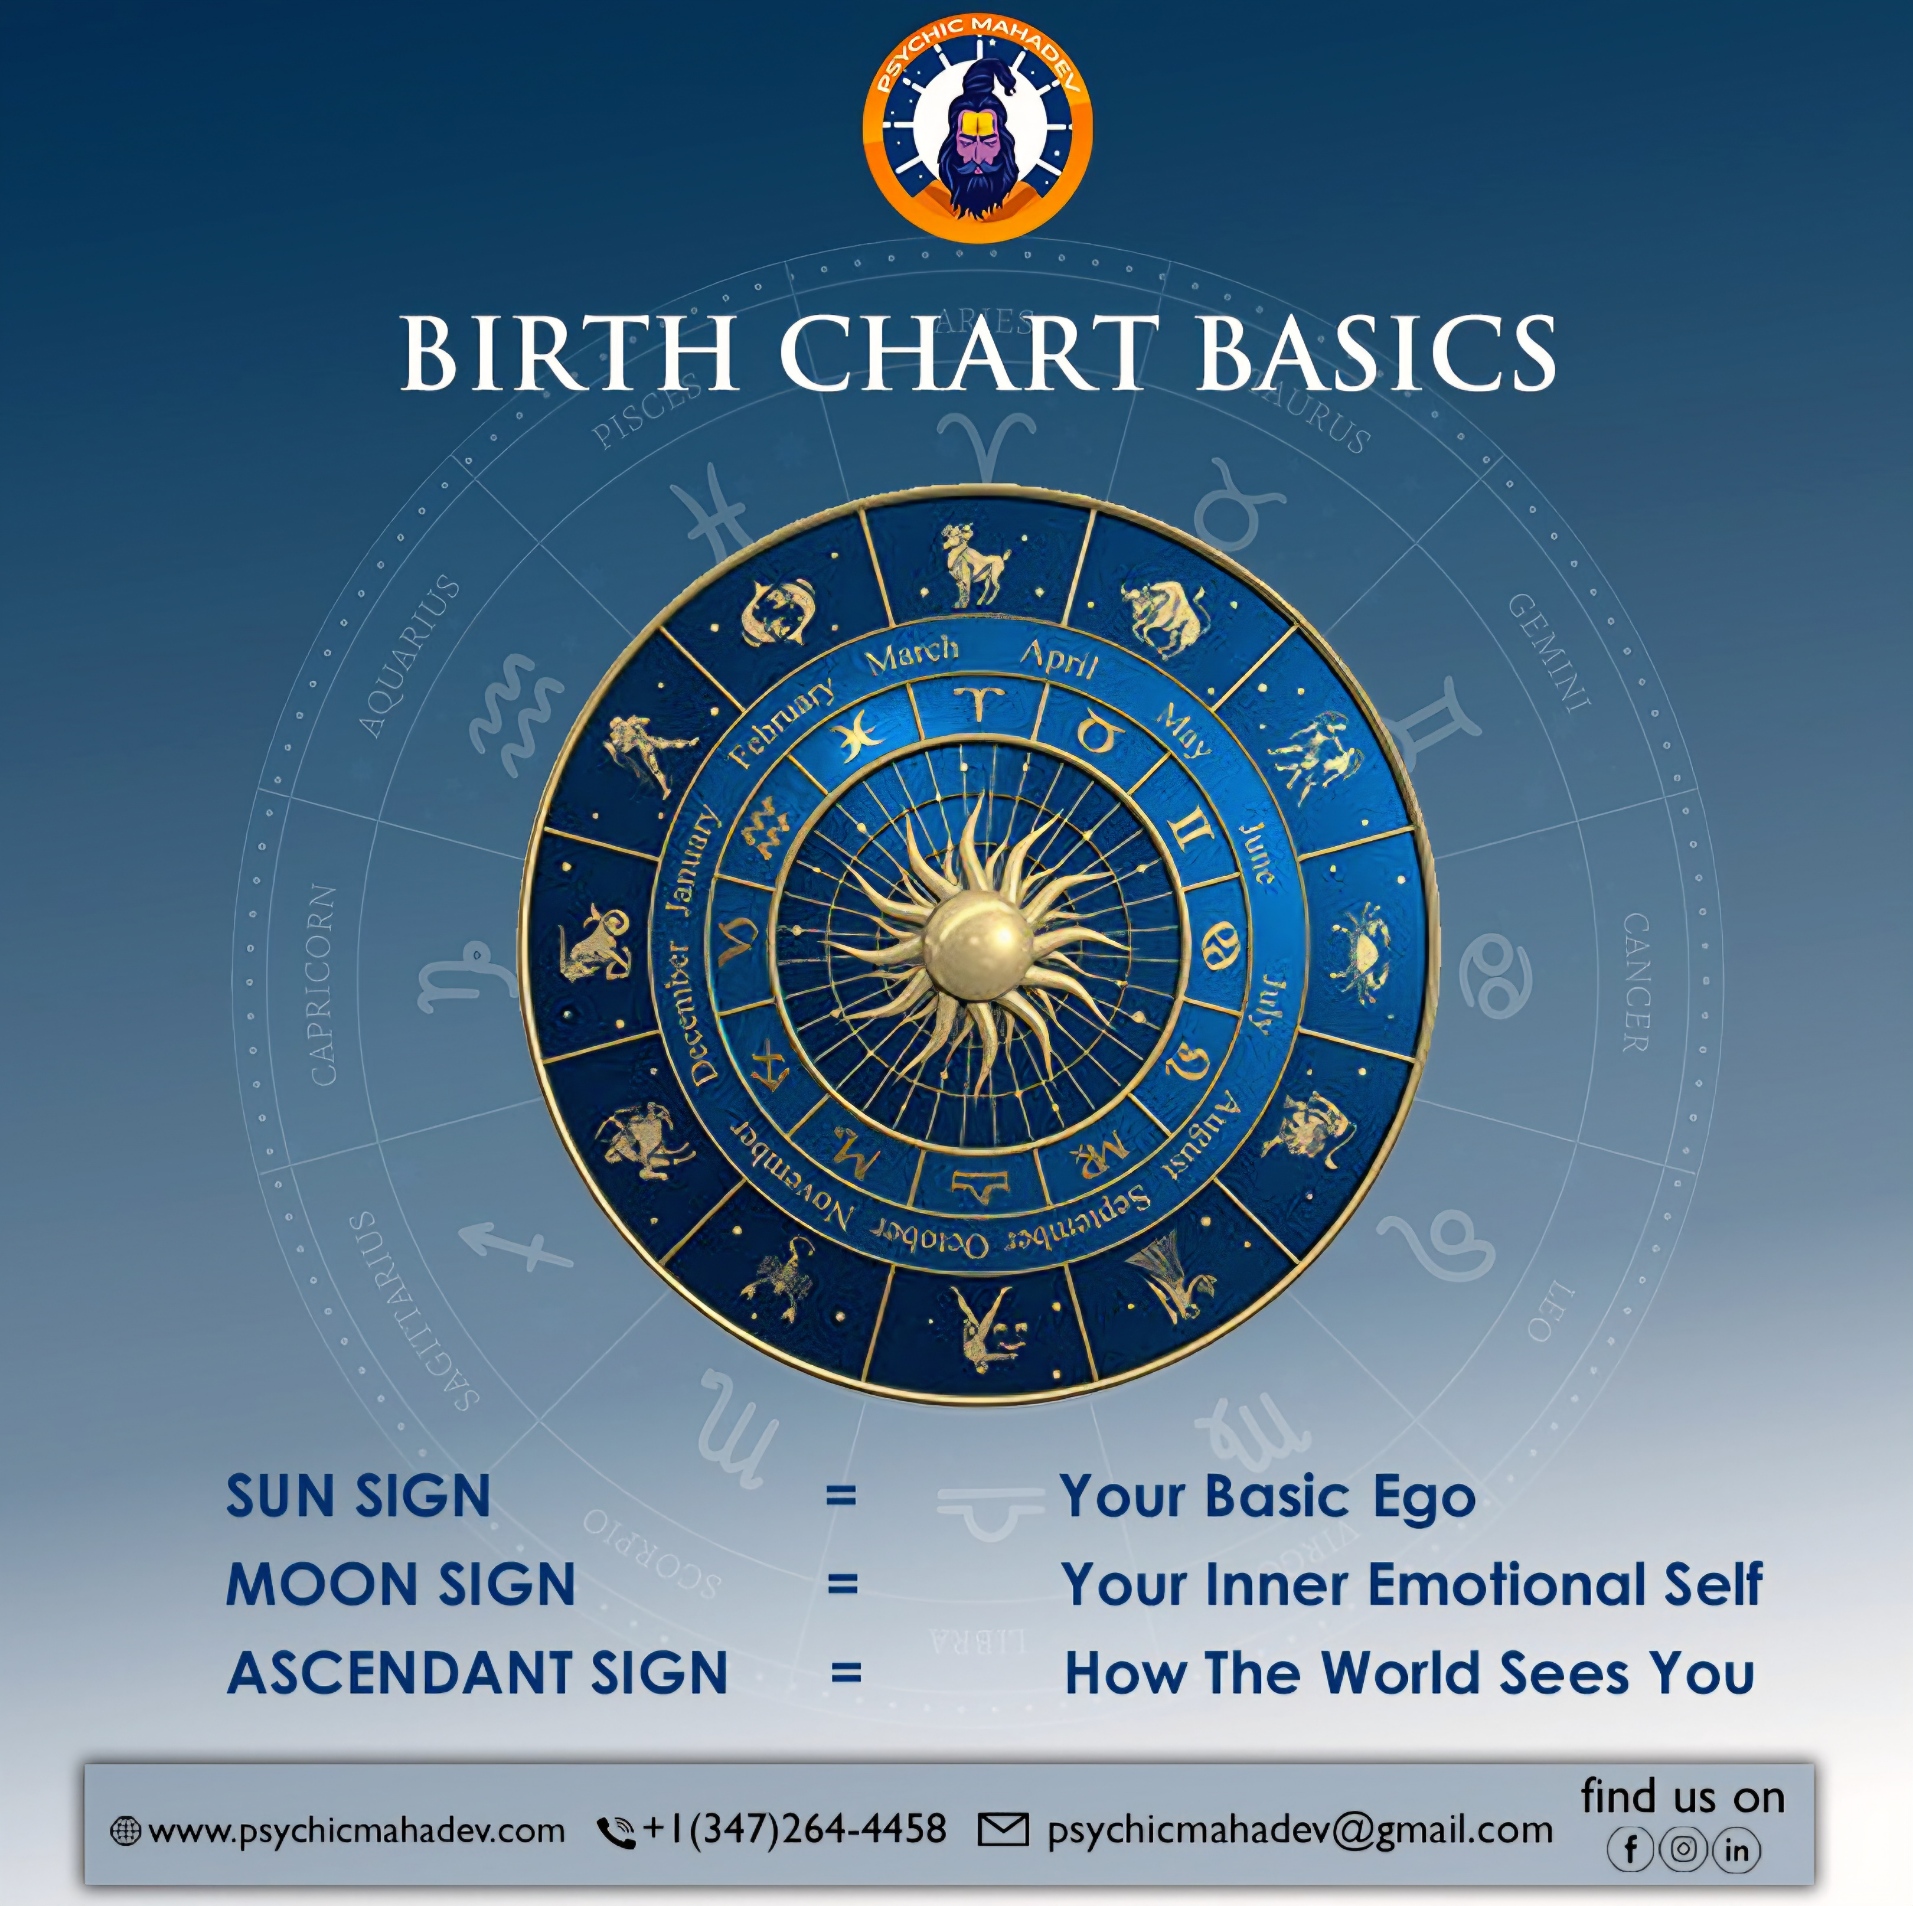 PSYCHIC MAHADEV
BIRTH CHART BASICS
ARIES
TAURUS
GEMINI
CANCER
LEO
VIRGO
LIBRA
SCORPIO
SAGITTARIUS
CAPRICORN
AQUARIUS
PISCES
March
April
May
June
July
August
September
October
November
December
January
February
SUN SIGN = Your Basic Ego
MOON SIGN = Your Inner Emotional Self
ASCENDANT SIGN = How The World Sees You
www.psychicmahadev.com +1(347)264-4458 psychicmahadev@gmail.com
find us on
f in